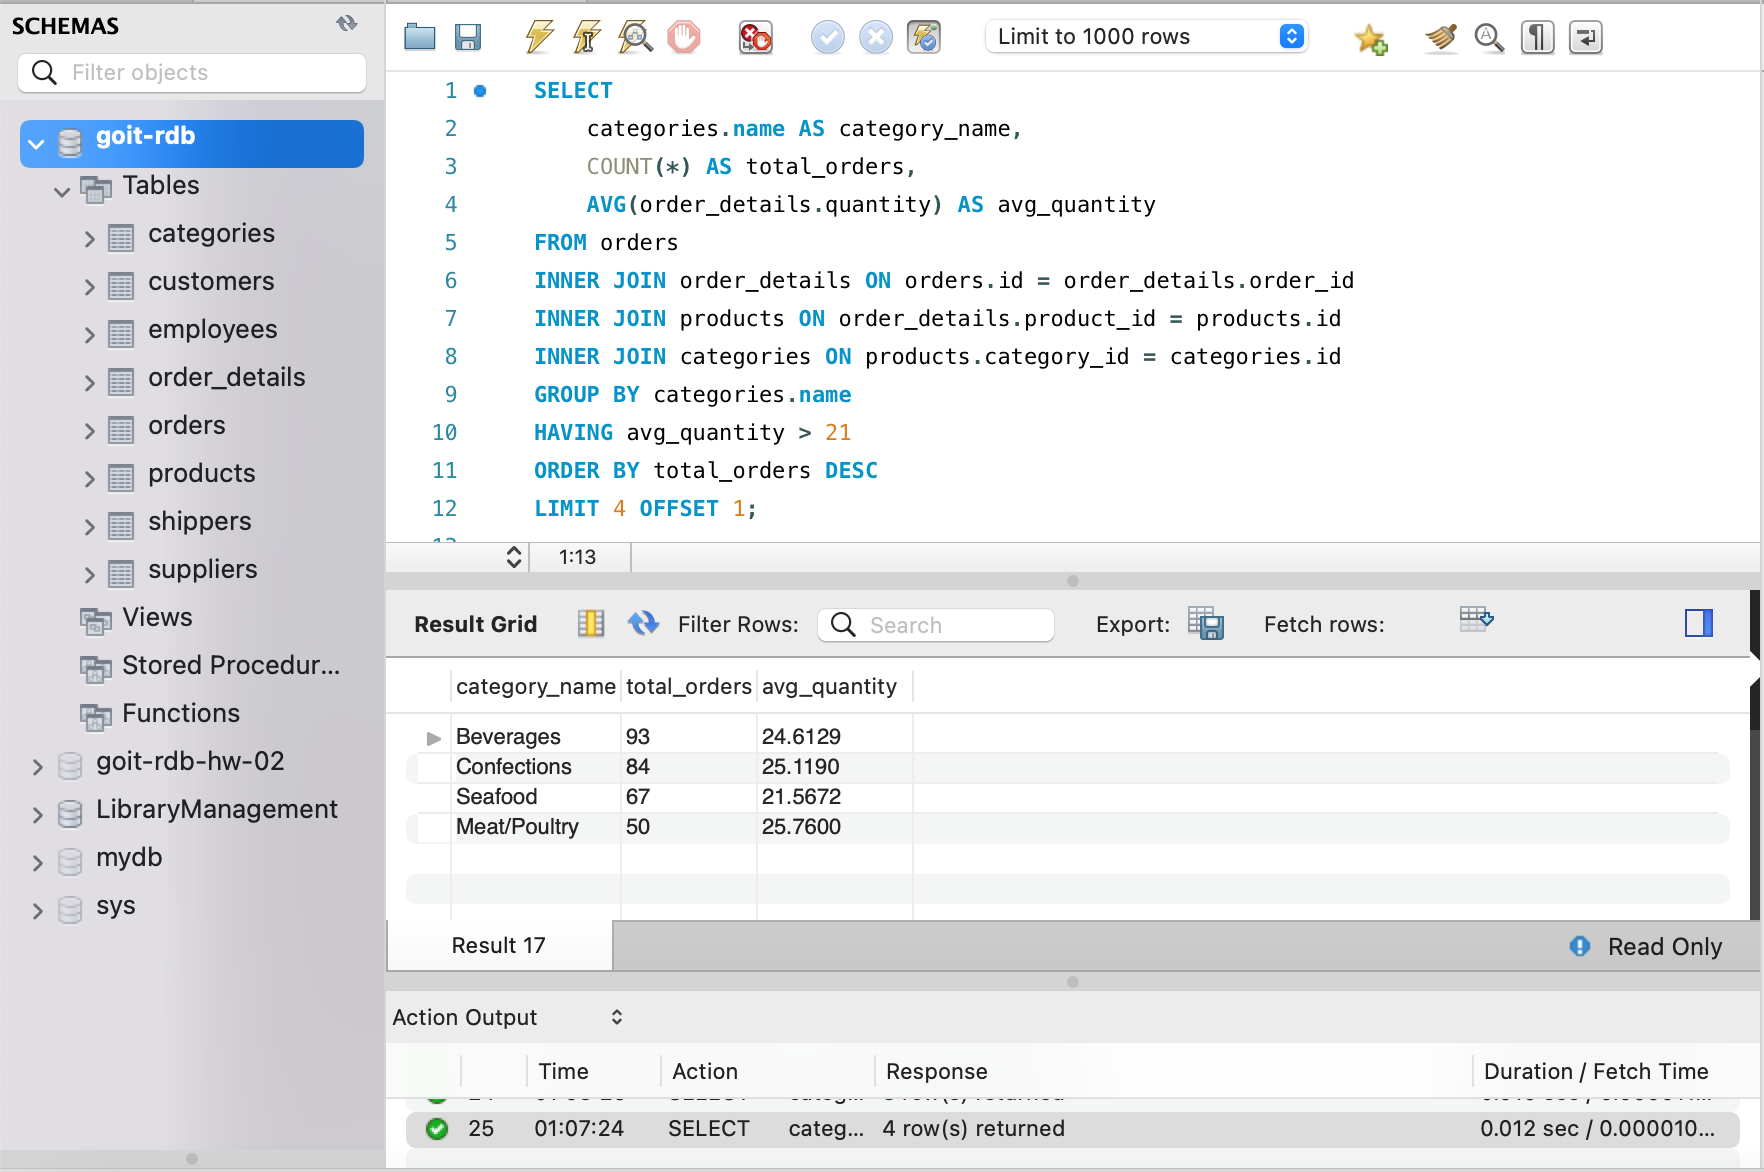 SCHEMAS
Filter objects
goit-rdb
Tables
categories
customers
employees
order_details
orders
products
shippers
suppliers
Views
Stored Procedur...
Functions
goit-rdb-hw-02
LibraryManagement
mydb
sys
Limit to 1000 rows
1 SELECT
2 categories.name AS category_name,
3 COUNT(*) AS total_orders,
4 AVG(order_details.quantity) AS avg_quantity
5 FROM orders
6 INNER JOIN order_details ON orders.id = order_details.order_id
7 INNER JOIN products ON order_details.product_id = products.id
8 INNER JOIN categories ON products.category_id = categories.id
9 GROUP BY categories.name
10 HAVING avg_quantity > 21
11 ORDER BY total_orders DESC
12 LIMIT 4 OFFSET 1;
1:13
Result Grid Filter Rows: Search Export: Fetch rows:
category_name total_orders avg_quantity
Beverages 93 24.6129
Confections 84 25.1190
Seafood 67 21.5672
Meat/Poultry 50 25.7600
Result 17 Read Only
Action Output
Time Action Response Duration / Fetch Time
25 01:07:24 SELECT categ... 4 row(s) returned 0.012 sec / 0.000010...